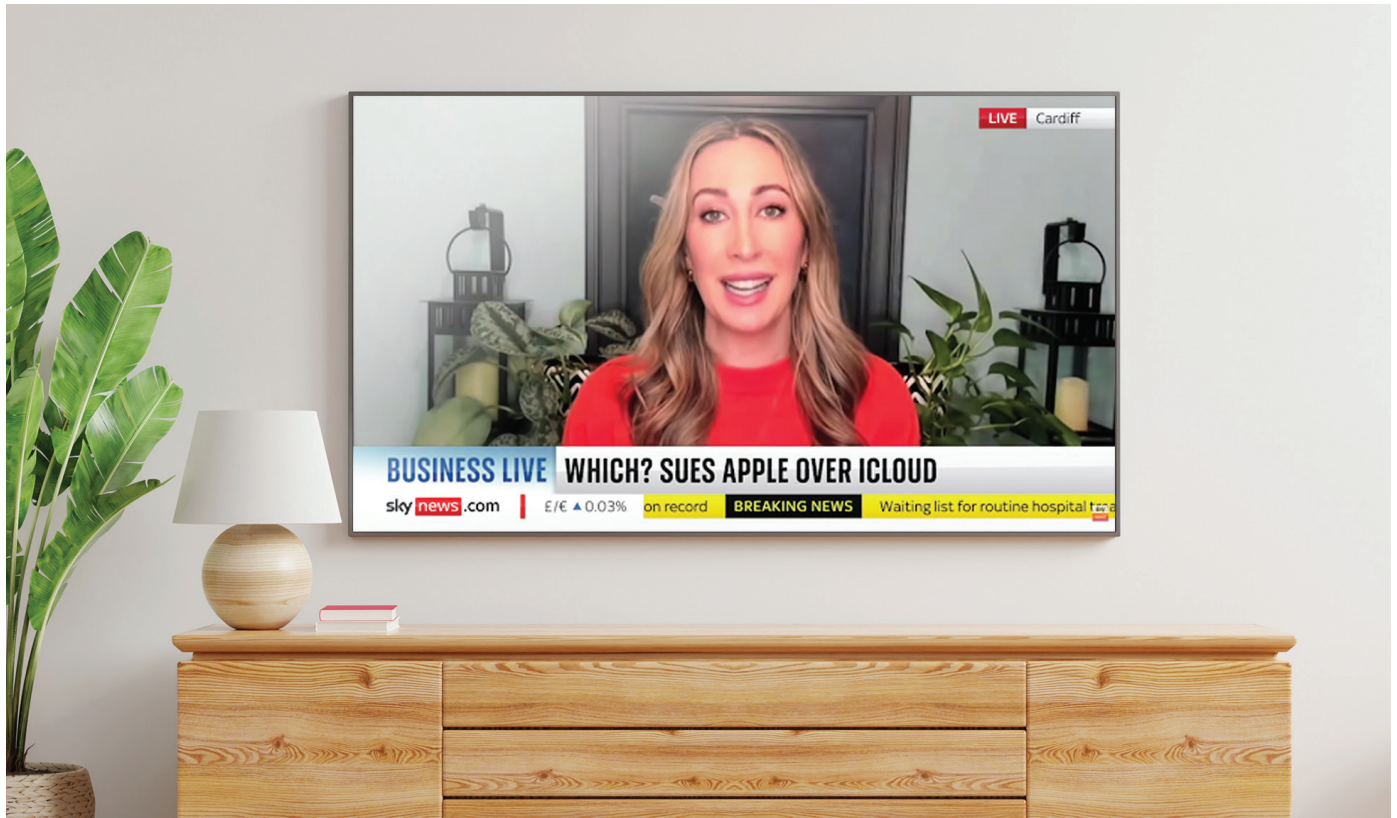 LIVE Cardiff
BUSINESS LIVE WHICH? SUES APPLE OVER ICLOUD
sky news .com £/€ ▲ 0.03% on record BREAKING NEWS Waiting list for routine hospital